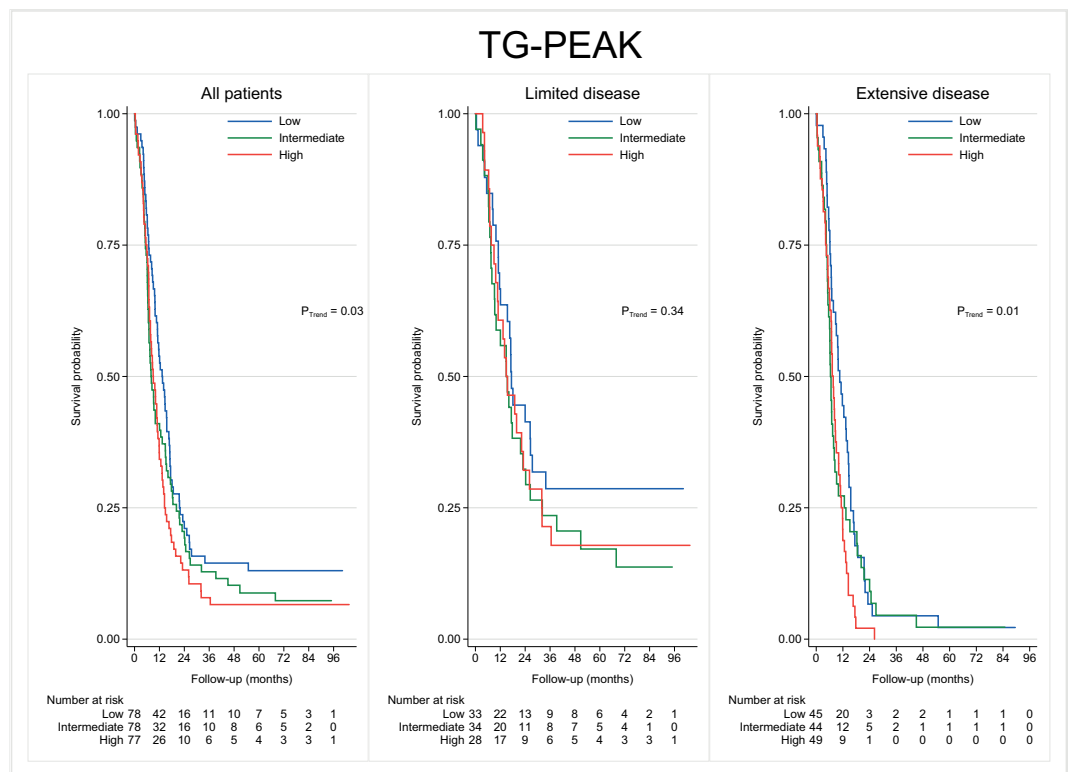 TG-PEAK
All patients
Low
Intermediate
High
1.00
0.75
0.50
0.25
0.00
Survival probability
P Trend = 0.03
0 12 24 36 48 60 72 84 96
Follow-up (months)
Number at risk
Low 78 42 16 11 10 7 5 3 1
Intermediate 78 32 16 10 8 6 5 2 0
High 77 26 10 6 5 4 3 3 1
Limited disease
Low
Intermediate
High
1.00
0.75
0.50
0.25
0.00
Survival probability
P Trend = 0.34
0 12 24 36 48 60 72 84 96
Follow-up (months)
Number at risk
Low 33 22 13 9 8 6 4 2 1
Intermediate 34 20 11 8 7 5 4 1 0
High 28 17 9 6 5 4 3 3 1
Extensive disease
Low
Intermediate
High
1.00
0.75
0.50
0.25
0.00
Survival probability
P Trend = 0.01
0 12 24 36 48 60 72 84 96
Follow-up (months)
Number at risk
Low 45 20 3 2 2 1 1 1 0
Intermediate 44 12 5 2 1 1 1 1 0
High 49 9 1 0 0 0 0 0 0